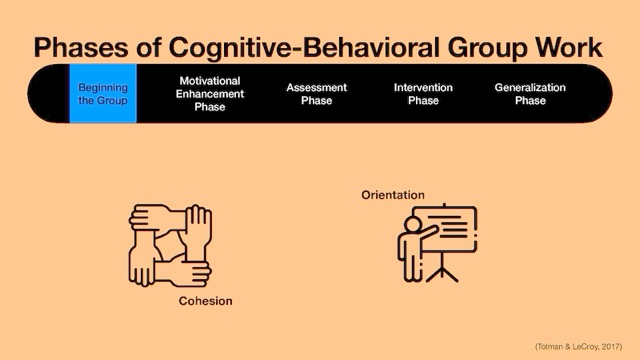 Phases of Cognitive-Behavioral Group Work
Beginning
the Group
Motivational
Enhancement
Phase
Assessment
Phase
Intervention
Phase
Generalization
Phase
Orientation
Cohesion
(Tolman & LeCroy, 2017)